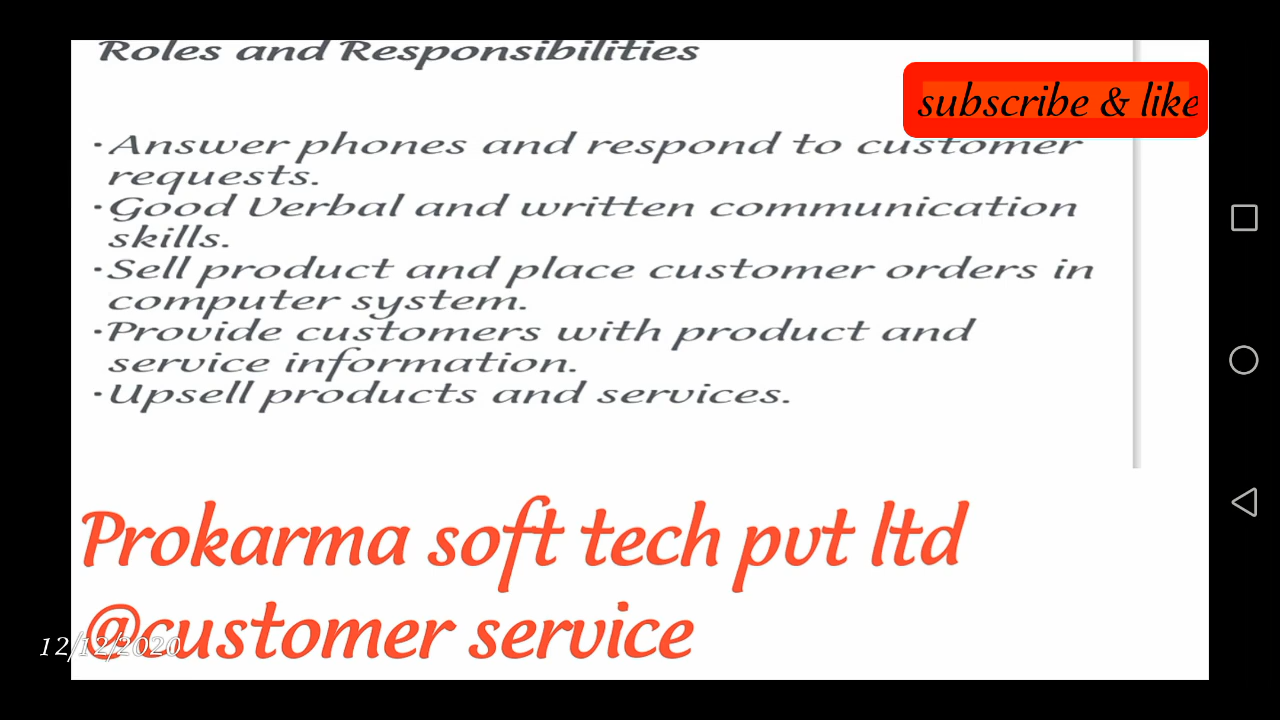 Roles and Responsibilities
subscribe & like
·Answer phones and respond to customer
requests.
·Good Verbal and written communication
skills.
·Sell product and place customer orders in
computer system.
·Provide customers with product and
service information.
·Upsell products and services.
Prokarma soft tech pvt ltd
@customer service
12/12/2020